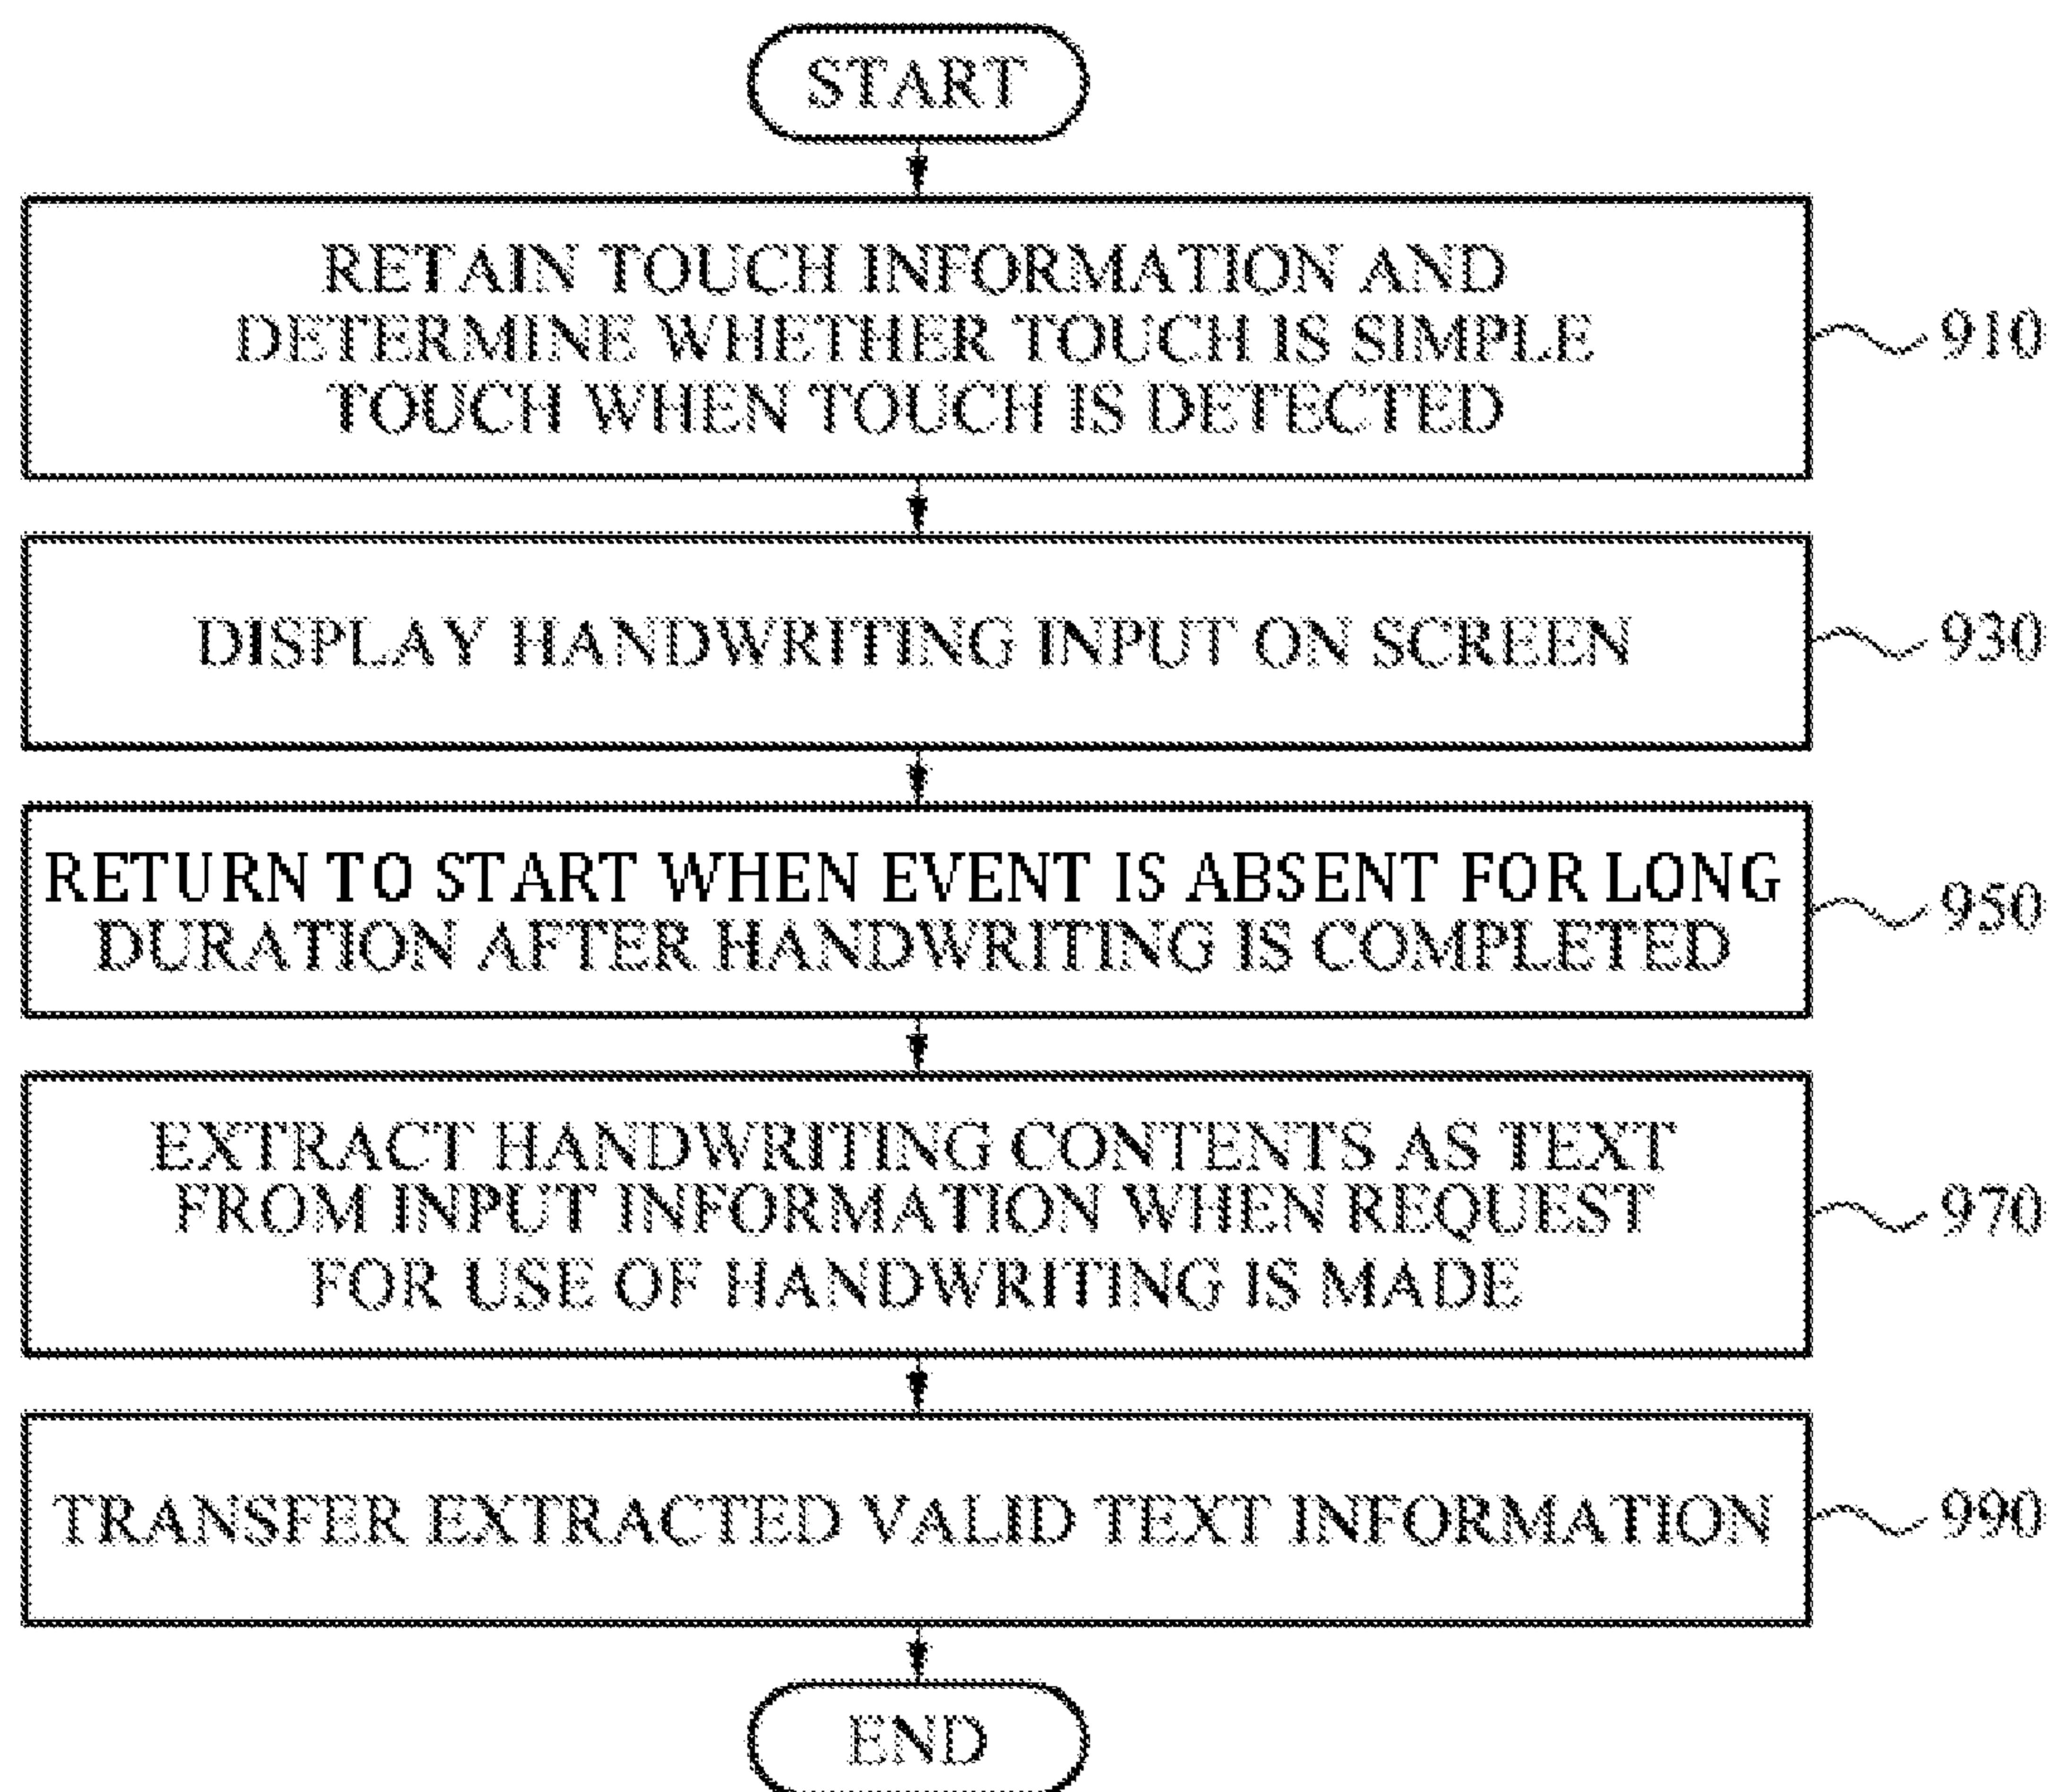 START
RETAIN TOUCH INFORMATION AND
DETERMINE WHETHER TOUCH IS SIMPLE
TOUCH WHEN TOUCH IS DETECTED
910
DISPLAY HANDWRITING INPUT ON SCREEN
930
RETURN TO START WHEN EVENT IS ABSENT FOR LONG
DURATION AFTER HANDWRITING IS COMPLETED
950
EXTRACT HANDWRITING CONTENTS AS TEXT
FROM INPUT INFORMATION WHEN REQUEST
FOR USE OF HANDWRITING IS MADE
970
TRANSFER EXTRACTED VALID TEXT INFORMATION
990
END